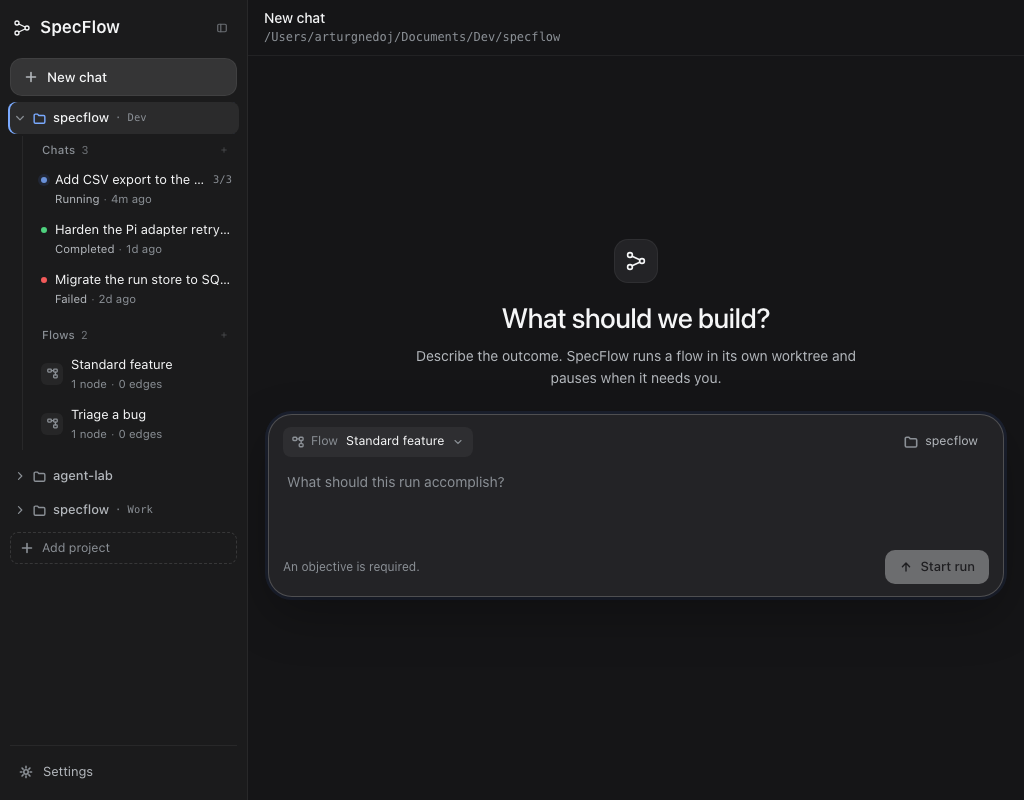 SpecFlow
New chat
specflow · Dev
Chats 3
Add CSV export to the ... 3/3
Running · 4m ago
Harden the Pi adapter retry...
Completed · 1d ago
Migrate the run store to SQ...
Failed · 2d ago
Flows 2
Standard feature
1 node · 0 edges
Triage a bug
1 node · 0 edges
agent-lab
specflow · Work
Add project
Settings
New chat
/Users/arturgnedoj/Documents/Dev/specflow
What should we build?
Describe the outcome. SpecFlow runs a flow in its own worktree and
pauses when it needs you.
Flow Standard feature
specflow
What should this run accomplish?
An objective is required.
Start run